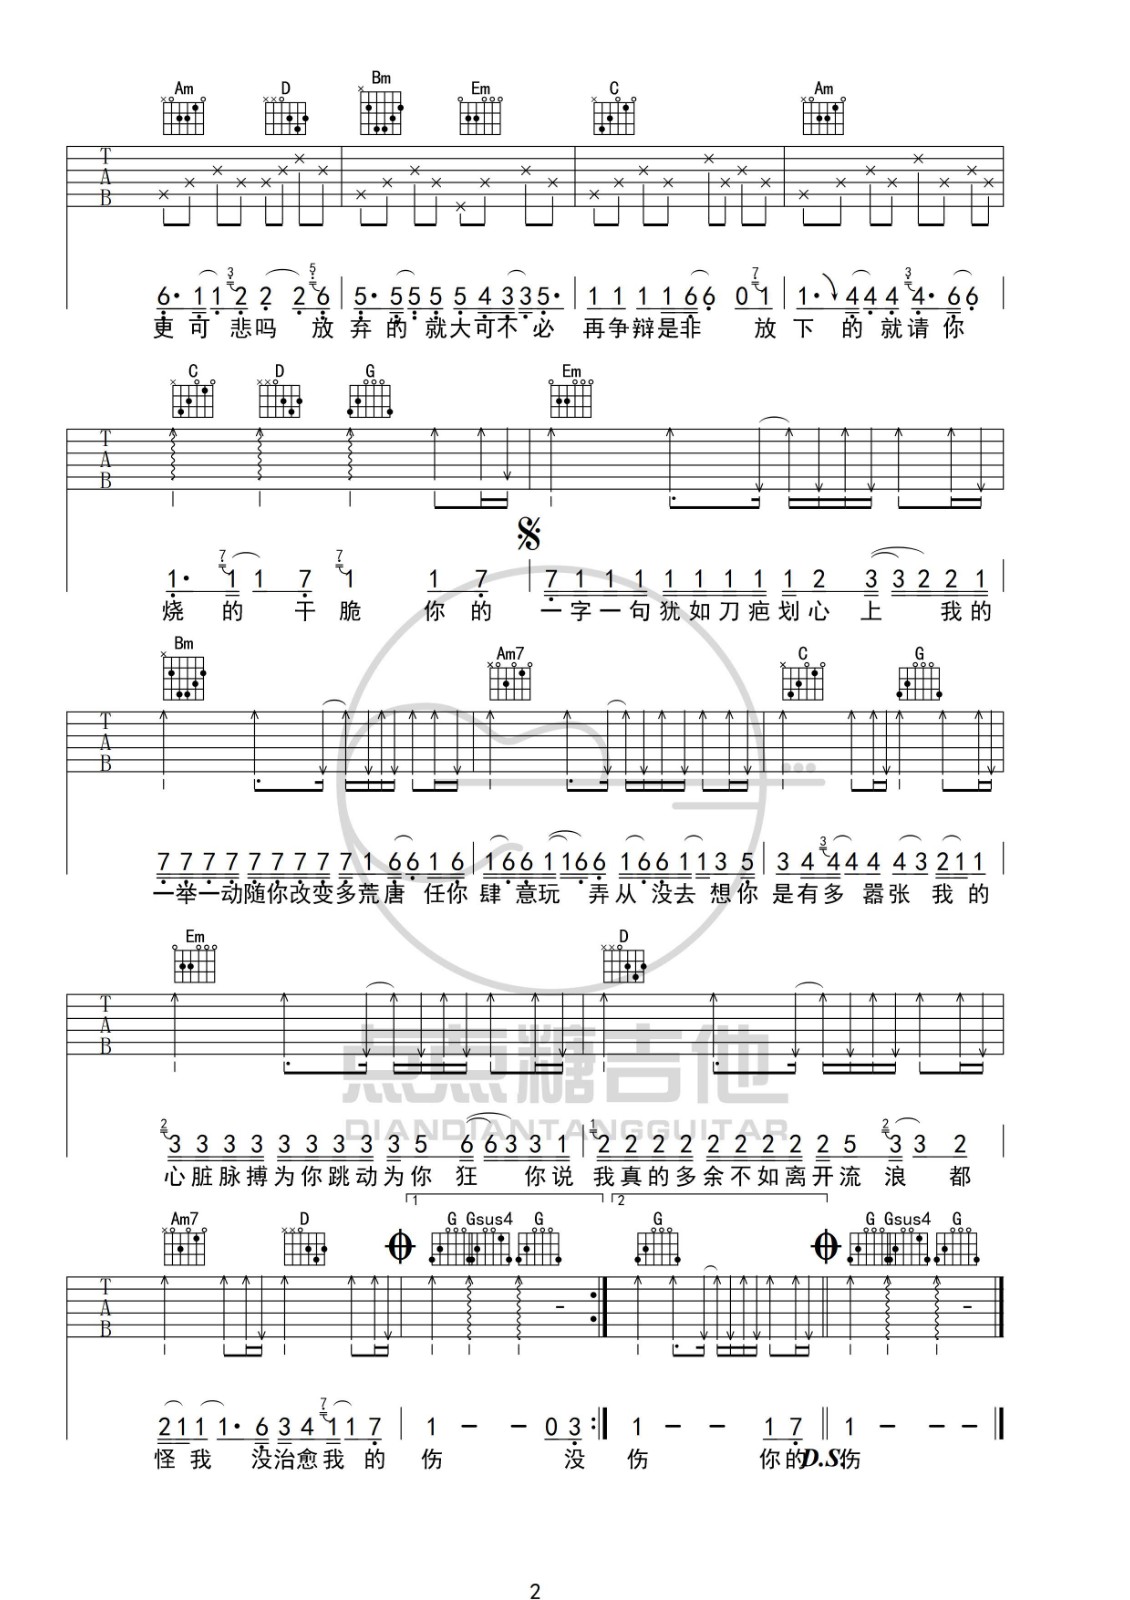 Am D Bm Em C Am
T
A
B
3 5 7 3
6· 1 1 2 2 2 6 5· 5 5 5 5 4 3 3 5· 1 1 1 1 6 6 0 1 1· 4 4 4 4· 6 6
更 可 悲吗 放 弃 的 就大可不 必 再争辩是非 放 下 的 就请 你
C D G Em
T
A
B
7 7
1· 1 1 7 1 1 7 7 1 1 1 1 1 1 1 1 2 3 3 2 2 1
烧 的 干 脆 你 的 一字一句犹如刀疤划心 上 我的
Bm Am7 C G
T
A
B
3
7 7 7 7 7 7 7 7 7 1 6 6 1 6 1 6 6 1 1 6 6 1 6 6 1 1 3 5 3 4 4 4 4 4 3 2 1 1 1
一举一动随你改变多荒唐 任你 肆 意玩 弄从 没去 想你 是有多 嚣张 我的
Em D
T
A
B
点点糖吉他
DIANDIANTANGGUITAR
2 1 2
3 3 3 3 3 3 3 3 3 5 6 6 3 3 1 2 2 2 2 2 2 2 2 2 5 3 3 2
心脏脉搏为你跳动为你 狂 你说 我真的多余不如离开流 浪 都
1 2
Am7 D G Gsus4 G G G Gsus4 G
T
A
B
7
2 1 1 1· 6 3 4 1 1 7 1 – – 0 3 1 – – 1 7 1 – – –
怪 我 没治愈我 的 伤 没 伤 你的 D.S. 伤
2